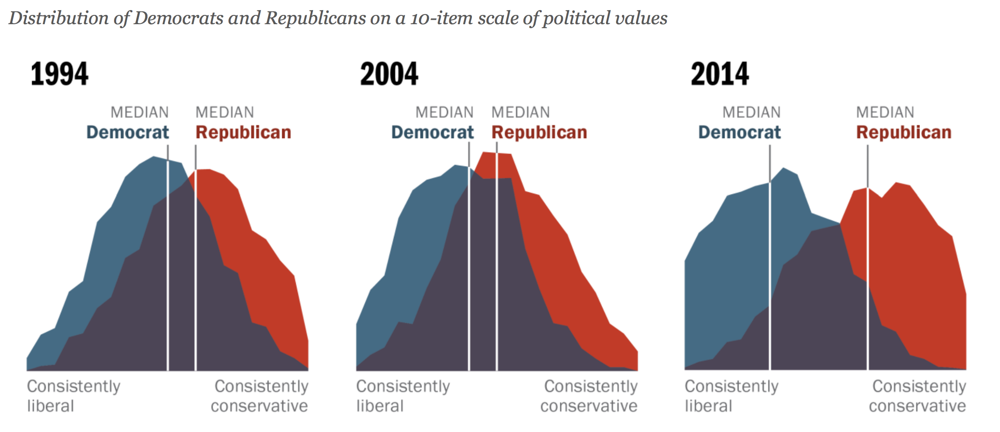 Distribution of Democrats and Republicans on a 10-item scale of political values
1994
MEDIAN
Democrat
MEDIAN
Republican
Consistently
liberal
Consistently
conservative
2004
MEDIAN
Democrat
MEDIAN
Republican
Consistently
liberal
Consistently
conservative
2014
MEDIAN
Democrat
MEDIAN
Republican
Consistently
liberal
Consistently
conservative